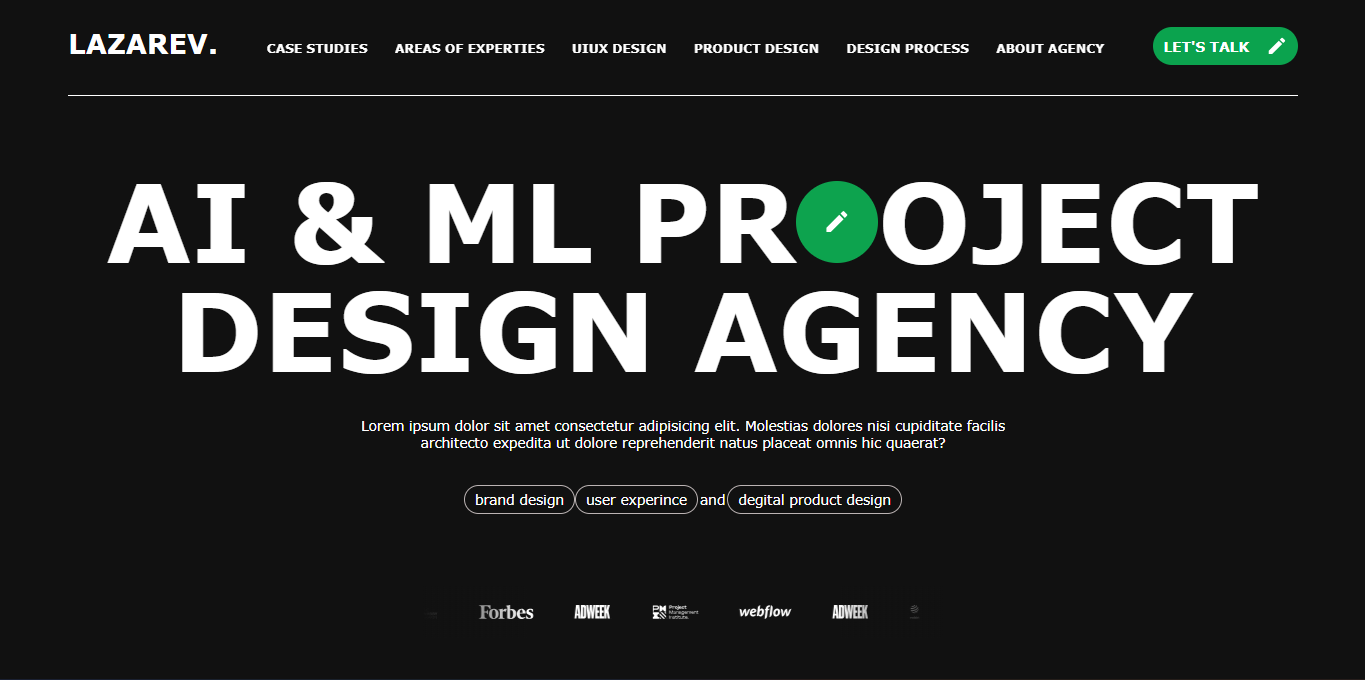 LAZAREV. CASE STUDIES AREAS OF EXPERTIES UIUX DESIGN PRODUCT DESIGN DESIGN PROCESS ABOUT AGENCY LET'S TALK
AI & ML PROJECT
DESIGN AGENCY
Lorem ipsum dolor sit amet consectetur adipisicing elit. Molestias dolores nisi cupiditate facilis
architecto expedita ut dolore reprehenderit natus placeat omnis hic quaerat?
brand design user experince and degital product design
Forbes ADWEEK PMI Project Management Institute. webflow ADWEEK